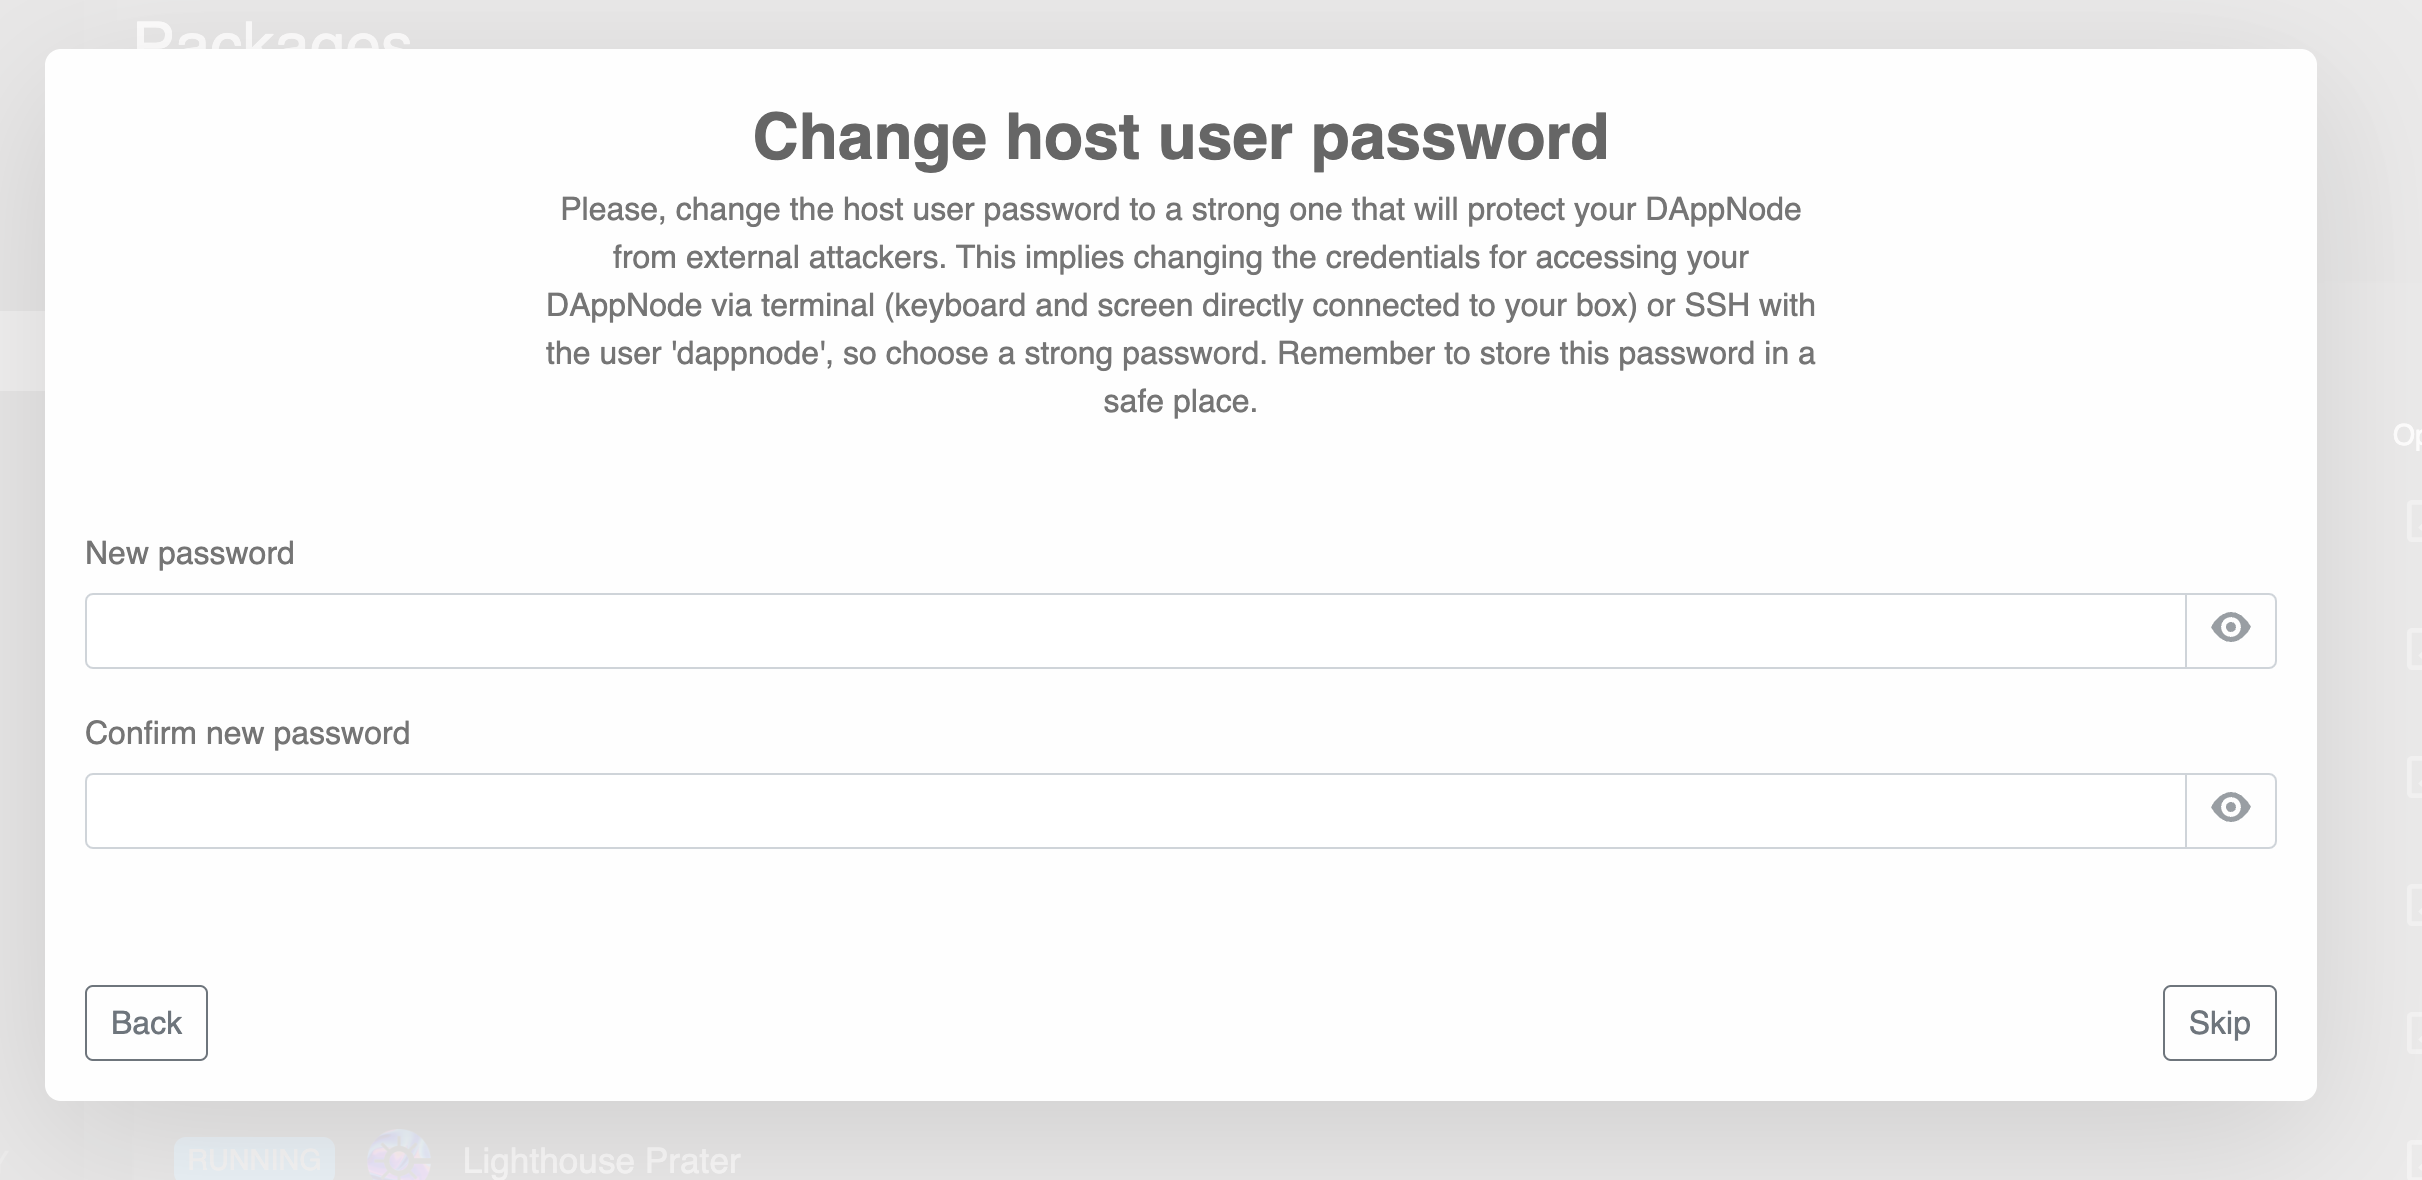 Packages
Change host user password
Please, change the host user password to a strong one that will protect your DAppNode
from external attackers. This implies changing the credentials for accessing your
DAppNode via terminal (keyboard and screen directly connected to your box) or SSH with
the user 'dappnode', so choose a strong password. Remember to store this password in a
safe place.
New password
Confirm new password
Back
Skip
RUNNING
Lighthouse Prater